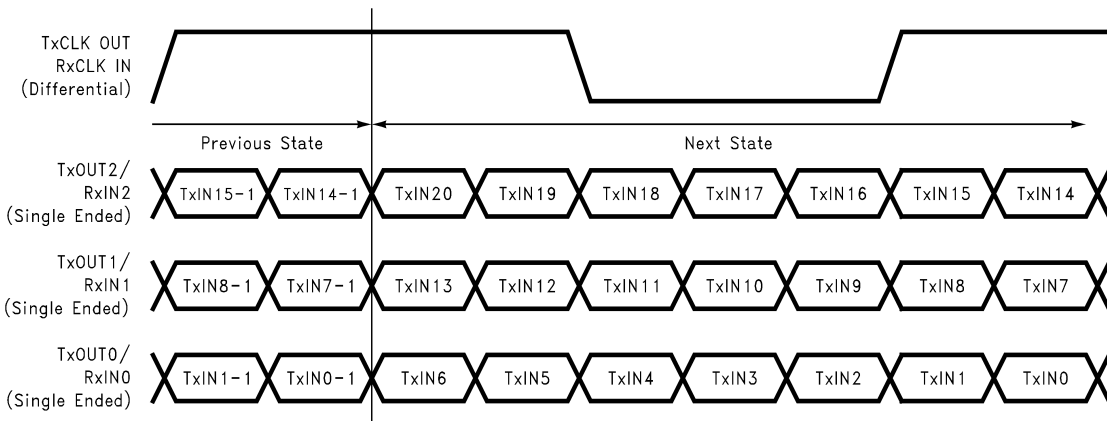 TxCLK OUT
RxCLK IN
(Differential)
Previous State
Next State
TxOUT2/
RxIN2
(Single Ended)
TxIN15-1 TxIN14-1 TxIN20 TxIN19 TxIN18 TxIN17 TxIN16 TxIN15 TxIN14
TxOUT1/
RxIN1
(Single Ended)
TxIN8-1 TxIN7-1 TxIN13 TxIN12 TxIN11 TxIN10 TxIN9 TxIN8 TxIN7
TxOUT0/
RxIN0
(Single Ended)
TxIN1-1 TxIN0-1 TxIN6 TxIN5 TxIN4 TxIN3 TxIN2 TxIN1 TxIN0